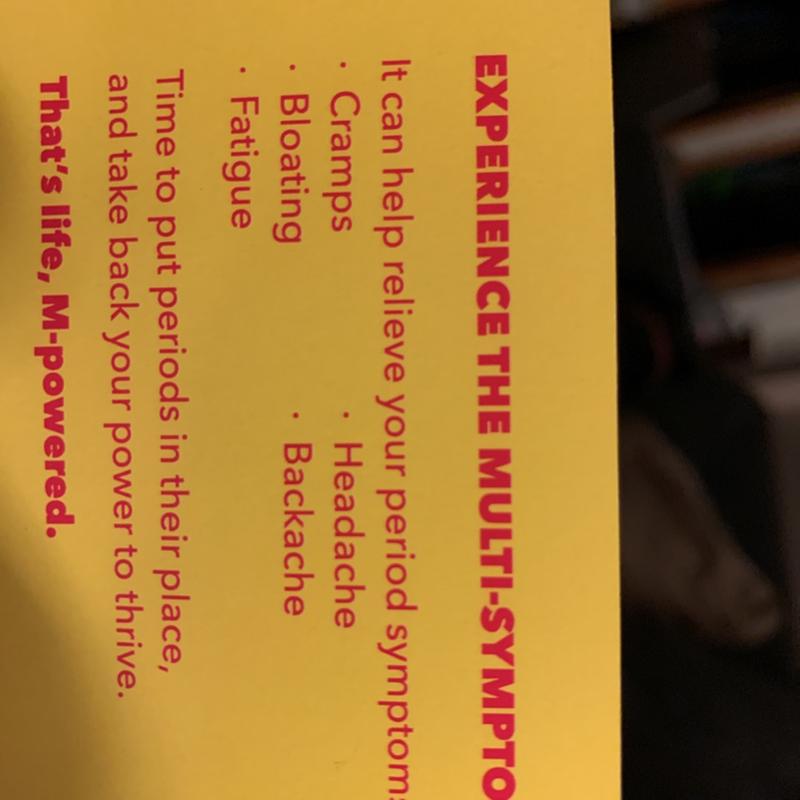 EXPERIENCE THE MULTI-SYMPTO
It can help relieve your period symptoms
· Cramps · Headache
· Bloating · Backache
· Fatigue
Time to put periods in their place,
and take back your power to thrive.
That's life, M-powered.